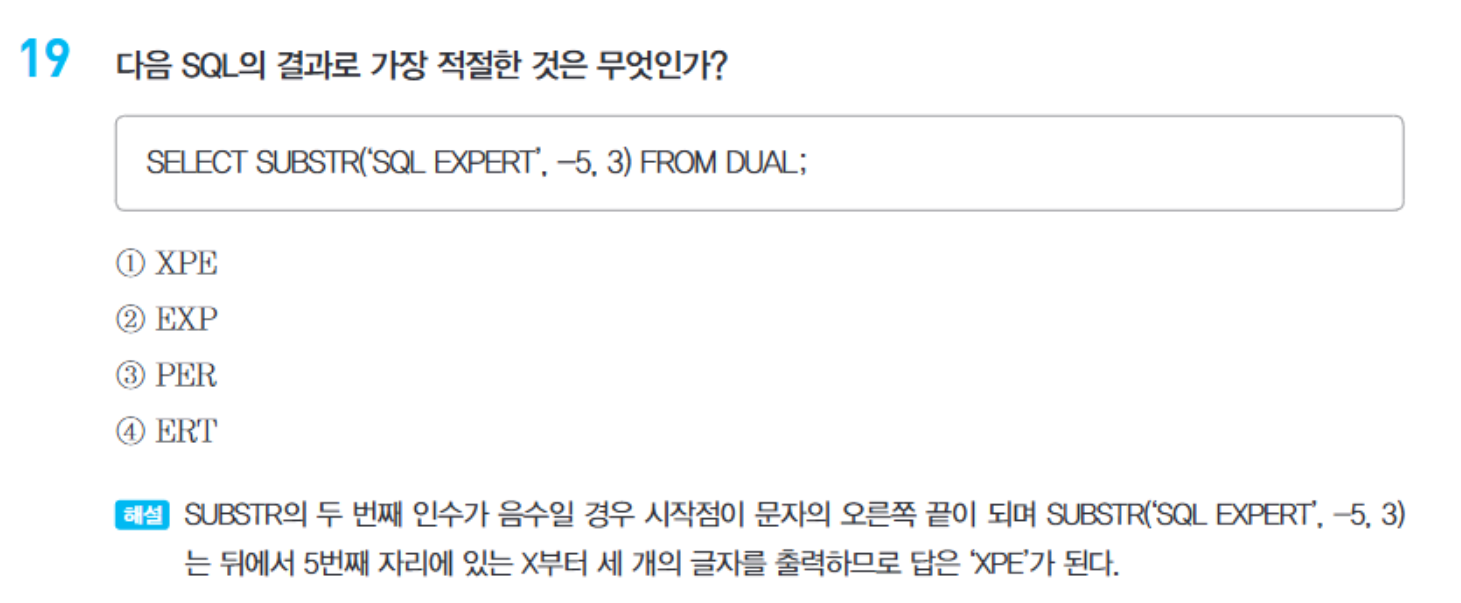 19 다음 SQL의 결과로 가장 적절한 것은 무엇인가?
SELECT SUBSTR(‘SQL EXPERT’, –5, 3) FROM DUAL;
① XPE
② EXP
③ PER
④ ERT
해설 SUBSTR의 두 번째 인수가 음수일 경우 시작점이 문자의 오른쪽 끝이 되며 SUBSTR(‘SQL EXPERT’, –5, 3)
는 뒤에서 5번째 자리에 있는 X부터 세 개의 글자를 출력하므로 답은 ‘XPE’가 된다.